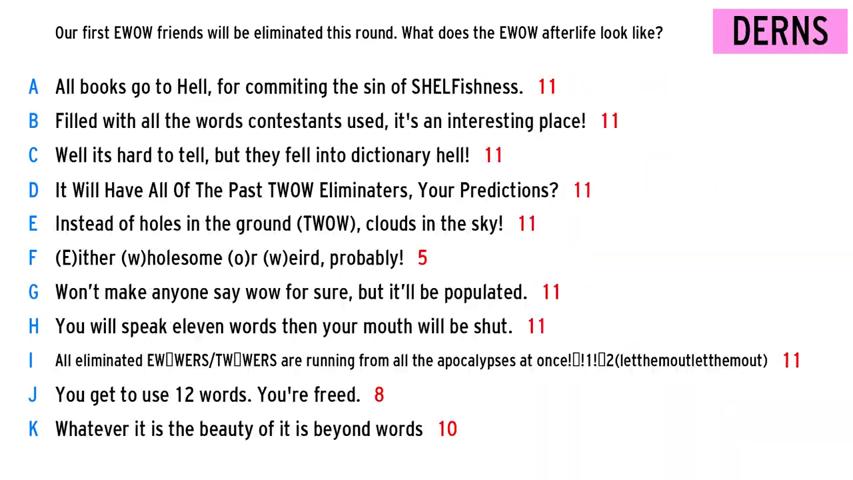 Our first EWOW friends will be eliminated this round. What does the EWOW afterlife look like?
DERNS
A All books go to Hell, for commiting the sin of SHELFishness. 11
B Filled with all the words contestants used, it's an interesting place! 11
C Well its hard to tell, but they fell into dictionary hell! 11
D It Will Have All Of The Past TWOW Eliminaters, Your Predictions? 11
E Instead of holes in the ground (TWOW), clouds in the sky! 11
F (E)ither (w)holesome (o)r (w)eird, probably! 5
G Won’t make anyone say wow for sure, but it’ll be populated. 11
H You will speak eleven words then your mouth will be shut. 11
I All eliminated EW▯WERS/TW▯WERS are running from all the apocalypses at once!▯!1!▯2(letthemoutletthemout) 11
J You get to use 12 words. You're freed. 8
K Whatever it is the beauty of it is beyond words 10